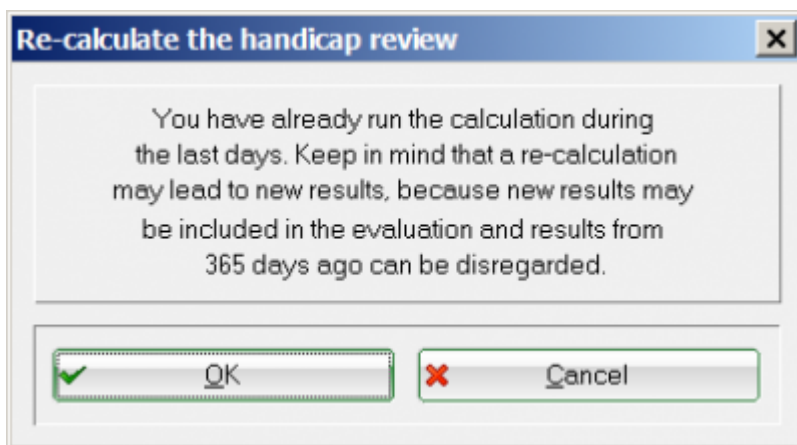 Re-calculate the handicap review
You have already run the calculation during
the last days. Keep in mind that a re-calculation
may lead to new results, because new results may
be included in the evaluation and results from
365 days ago can be disregarded.
OK
Cancel